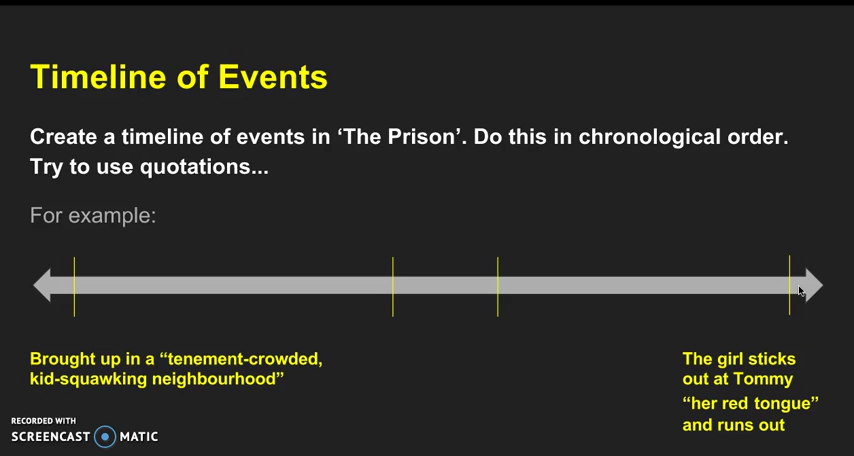 Timeline of Events
Create a timeline of events in ‘The Prison’. Do this in chronological order.
Try to use quotations...
For example:
Brought up in a “tenement-crowded,
kid-squawking neighbourhood”
The girl sticks
out at Tommy
“her red tongue”
and runs out
RECORDED WITH
SCREENCAST MATIC